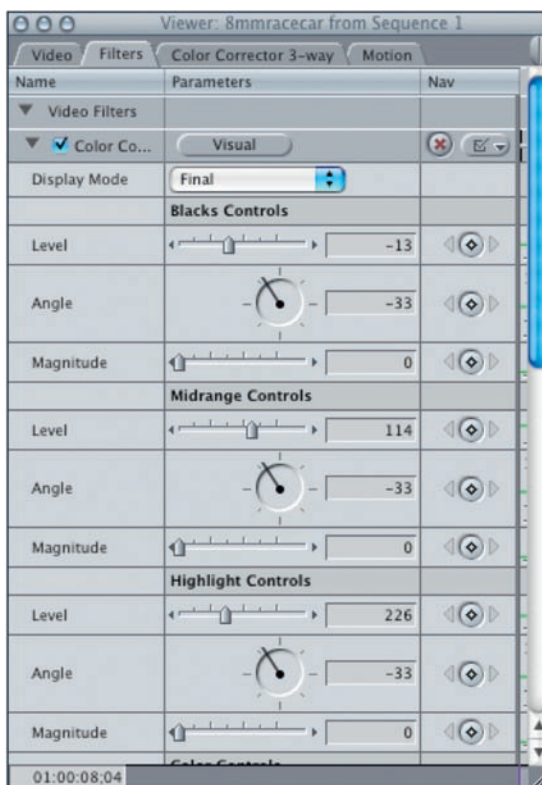 Viewer: 8mmracecar from Sequence 1
Video Filters Color Corrector 3-way Motion
Name Parameters Nav
Video Filters
Color Co... Visual
Display Mode Final
Blacks Controls
Level -13
Angle -33
Magnitude 0
Midrange Controls
Level 114
Angle -33
Magnitude 0
Highlight Controls
Level 226
Angle -33
Magnitude 0
Color Controls
01:00:08;04